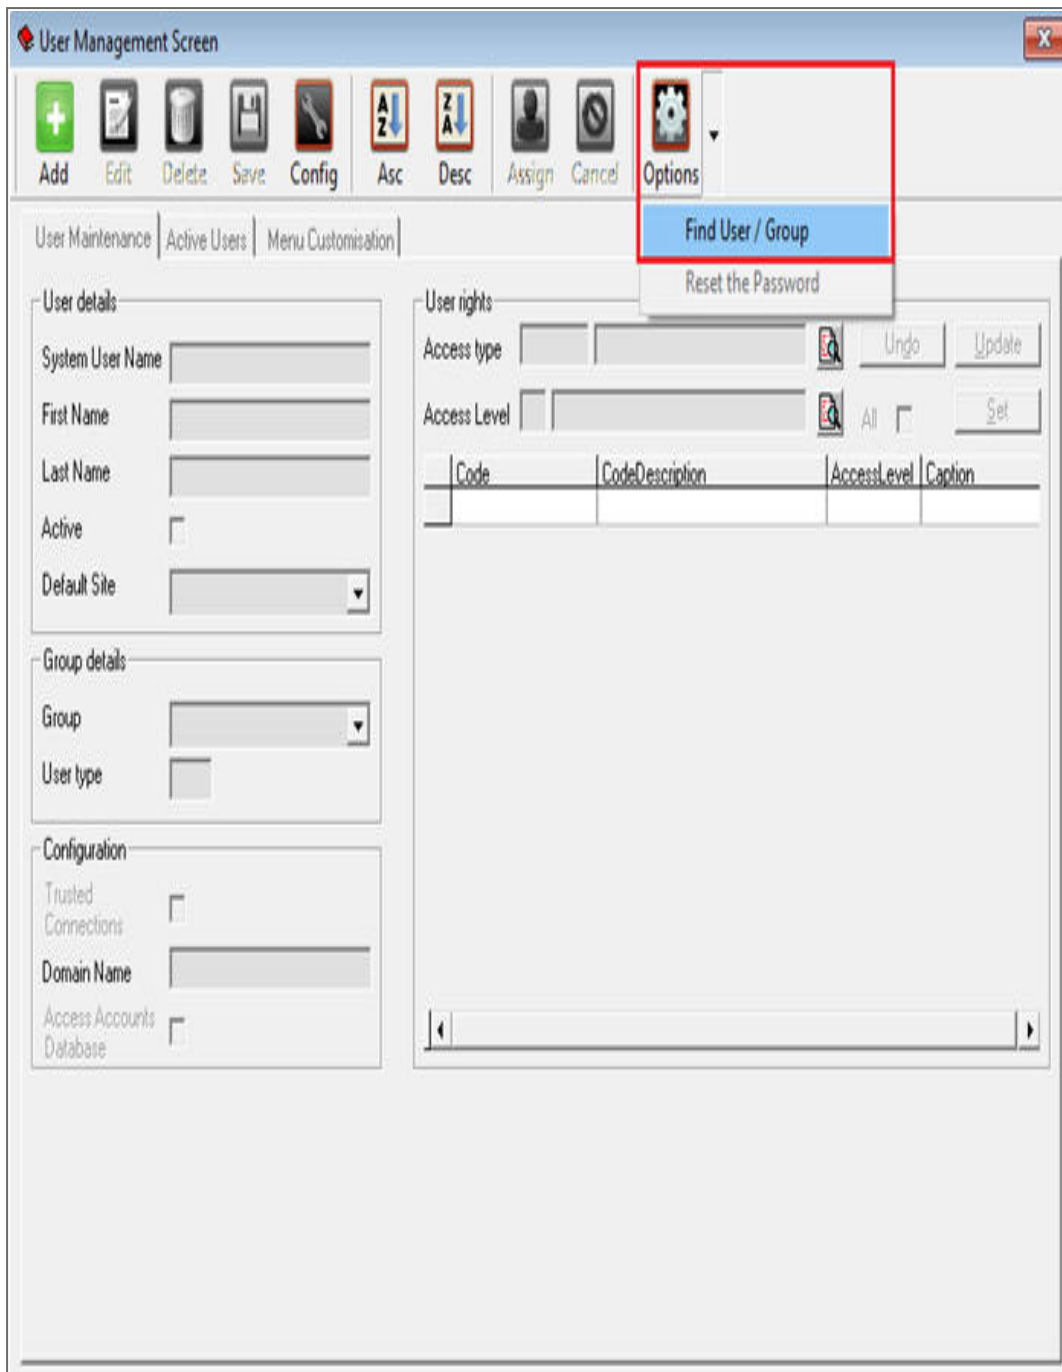 User Management Screen
Add Edit Delete Save Config Asc Desc Assign Cancel Options
Find User / Group
Reset the Password
User Maintenance Active Users Menu Customisation
User details
System User Name
First Name
Last Name
Active
Default Site
Group details
Group
User type
Configuration
Trusted
Connections
Domain Name
Access Accounts
Database
User rights
Access type Undo Update
Access Level All Set
Code CodeDescription AccessLevel Caption